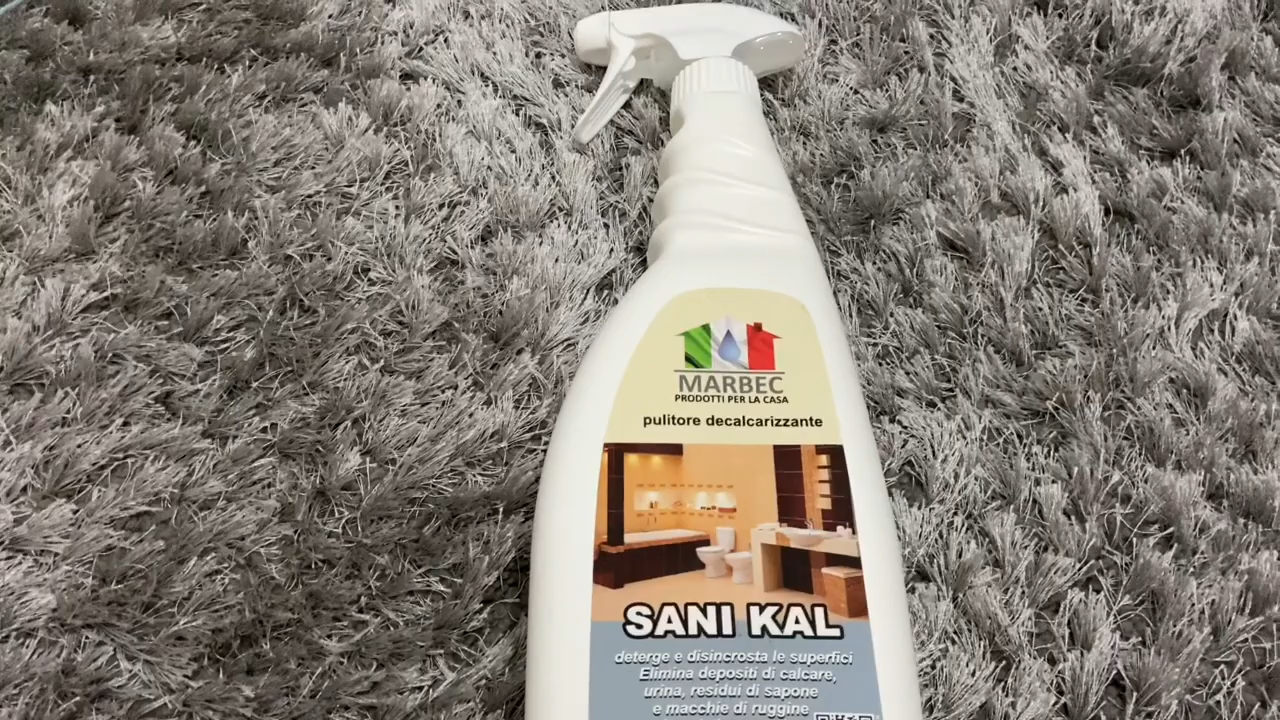 MARBEC
PRODOTTI PER LA CASA
pulitore decalcarizzante
SANI KAL
deterge e disincrosta le superfici
Elimina depositi di calcare,
urina, residui di sapone
e macchie di ruggine